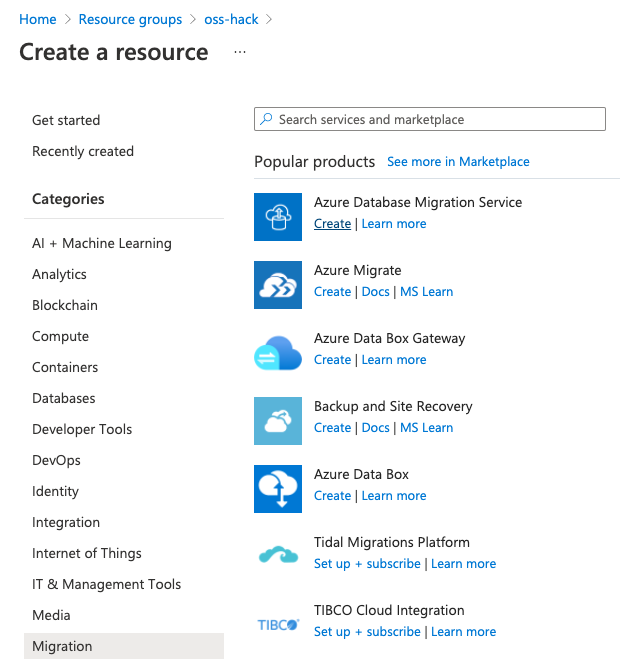 Home > Resource groups > oss-hack >
Create a resource ...
Get started
Recently created
Categories
AI + Machine Learning
Analytics
Blockchain
Compute
Containers
Databases
Developer Tools
DevOps
Identity
Integration
Internet of Things
IT & Management Tools
Media
Migration
Search services and marketplace
Popular products See more in Marketplace
Azure Database Migration Service
Create | Learn more
Azure Migrate
Create | Docs | MS Learn
Azure Data Box Gateway
Create | Learn more
Backup and Site Recovery
Create | Docs | MS Learn
Azure Data Box
Create | Learn more
Tidal Migrations Platform
Set up + subscribe | Learn more
TIBCO
TIBCO Cloud Integration
Set up + subscribe | Learn more